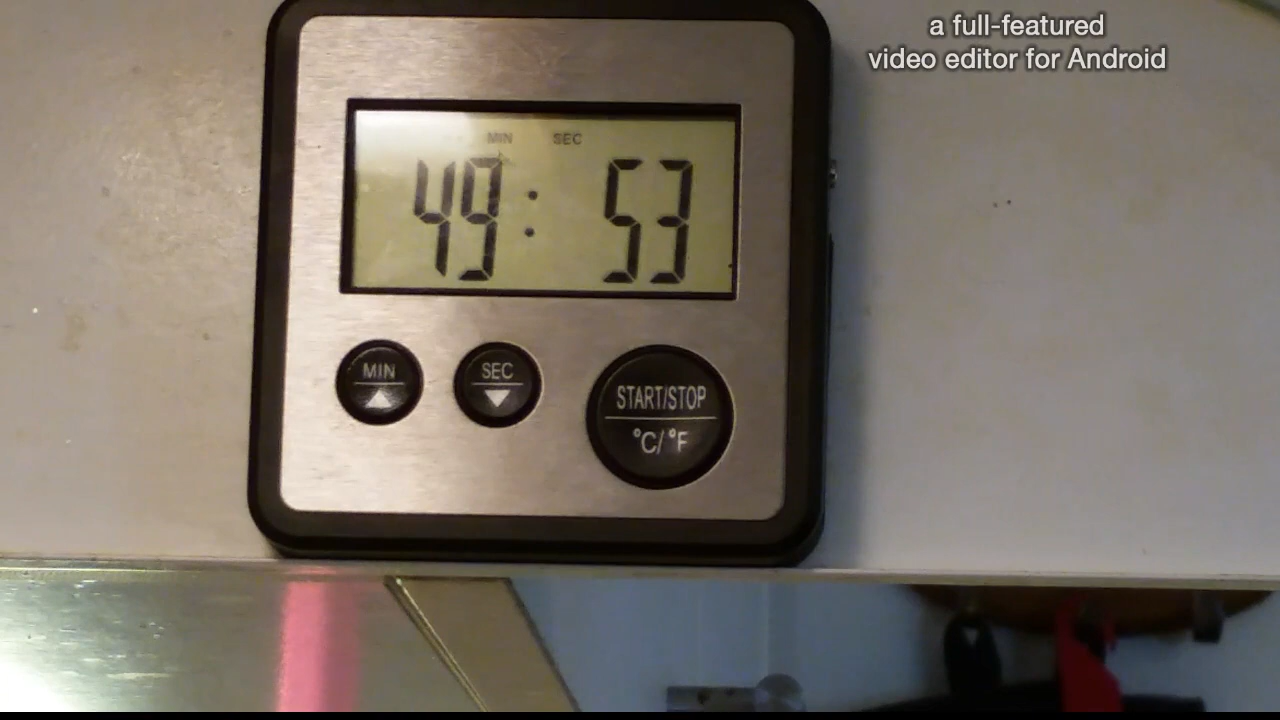 a full-featured
video editor for Android
MIN SEC
49: 53
MIN
SEC
START/STOP
°C/°F